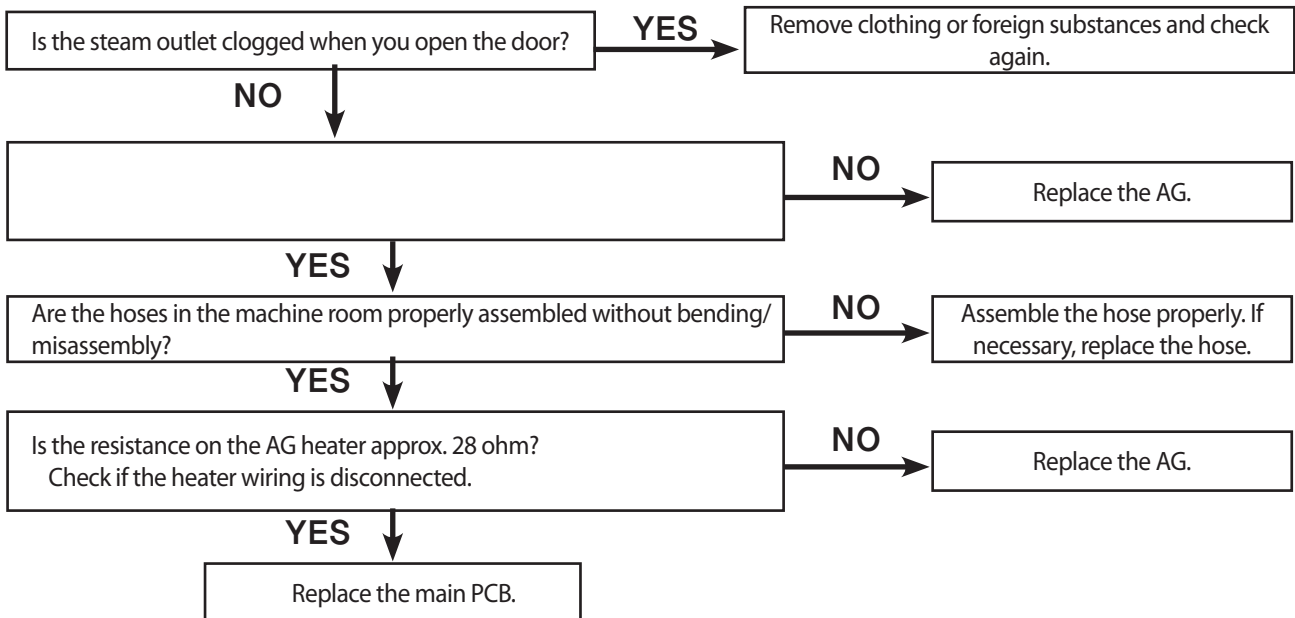 Is the steam outlet clogged when you open the door?
YES
Remove clothing or foreign substances and check
again.
NO
NO
Replace the AG.
YES
Are the hoses in the machine room properly assembled without bending/
misassembly?
NO
Assemble the hose properly. If
necessary, replace the hose.
YES
Is the resistance on the AG heater approx. 28 ohm?
Check if the heater wiring is disconnected.
NO
Replace the AG.
YES
Replace the main PCB.